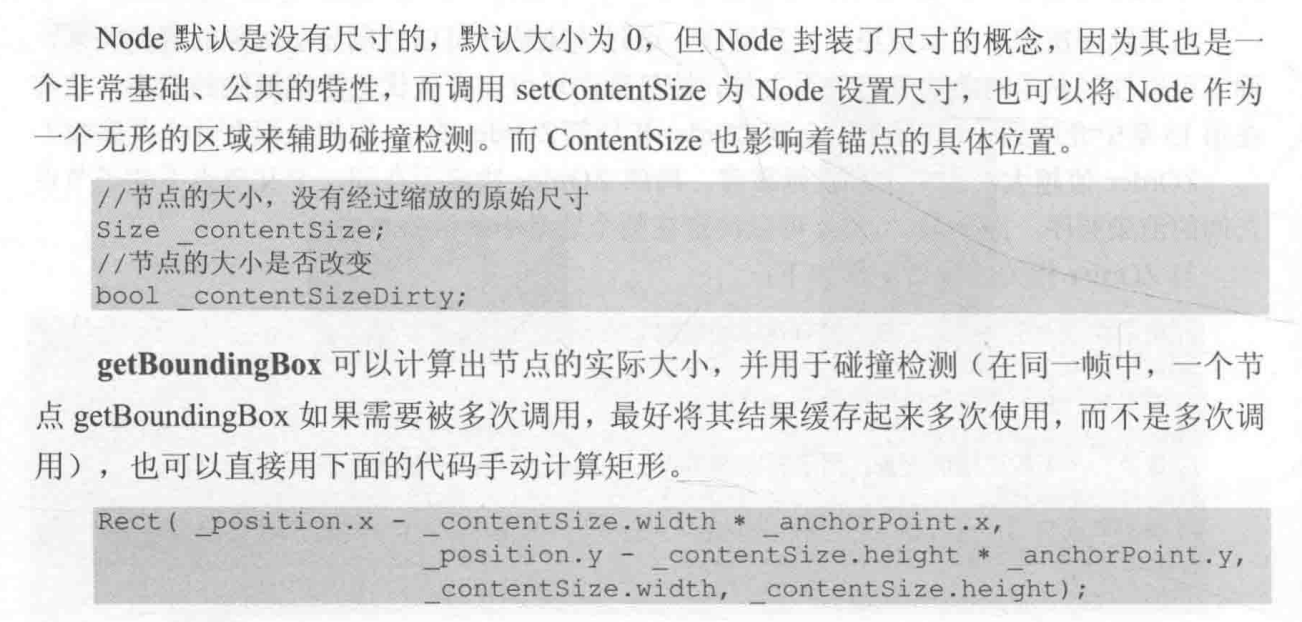 Node 默认是没有尺寸的，默认大小为 0，但 Node 封装了尺寸的概念，因为其也是一
个非常基础、公共的特性，而调用 setContentSize 为 Node 设置尺寸，也可以将 Node 作为
一个无形的区域来辅助碰撞检测。而 ContentSize 也影响着锚点的具体位置。
//节点的大小，没有经过缩放的原始尺寸
Size _contentSize;
//节点的大小是否改变
bool _contentSizeDirty;
getBoundingBox 可以计算出节点的实际大小，并用于碰撞检测（在同一帧中，一个节
点 getBoundingBox 如果需要被多次调用，最好将其结果缓存起来多次使用，而不是多次调
用），也可以直接用下面的代码手动计算矩形。
Rect( _position.x - _contentSize.width * _anchorPoint.x,
_position.y - _contentSize.height * _anchorPoint.y,
_contentSize.width, _contentSize.height);